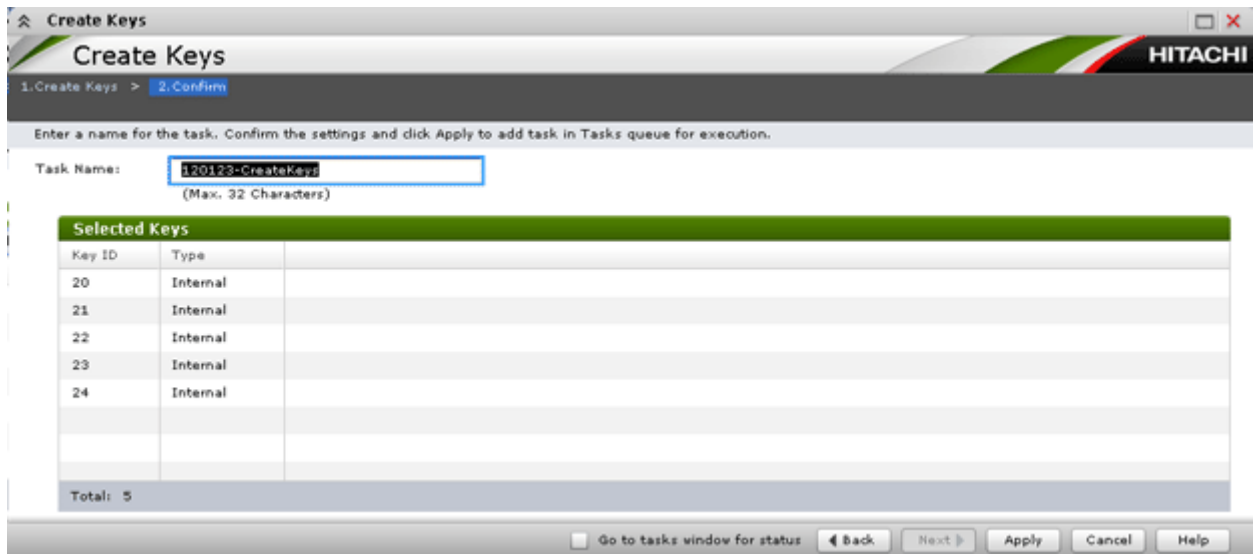 Create Keys
Create Keys
HITACHI
1.Create Keys > 2.Confirm
Enter a name for the task. Confirm the settings and click Apply to add task in Tasks queue for execution.
Task Name: 120123-CreateKeys
(Max. 32 Characters)
Selected Keys
Key ID Type
20 Internal
21 Internal
22 Internal
23 Internal
24 Internal
Total: 5
Go to tasks window for status Back Next Apply Cancel Help